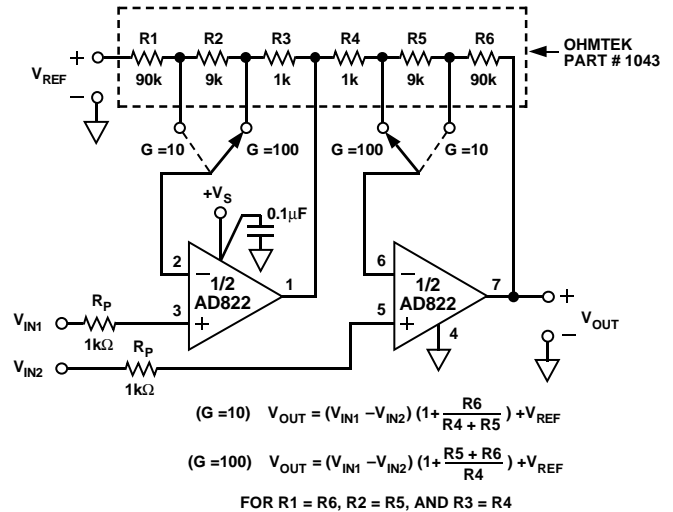 R1 R2 R3 R4 R5 R6
90k 9k 1k 1k 9k 90k
OHMTEK
PART # 1043
+
V_REF
–
G =10 G =100 G =100 G =10
+V_S
0.1µF
2 – 1/2 AD822 1
3 +
6 – 1/2 AD822 7
5 +
4
V_IN1 R_P 1kΩ
V_IN2 R_P 1kΩ
+
V_OUT
–
(G =10) V_OUT = (V_IN1 –V_IN2) (1+ R6 / R4 + R5 ) +V_REF
(G =100) V_OUT = (V_IN1 –V_IN2) (1+ R5 + R6 / R4 ) +V_REF
FOR R1 = R6, R2 = R5, AND R3 = R4